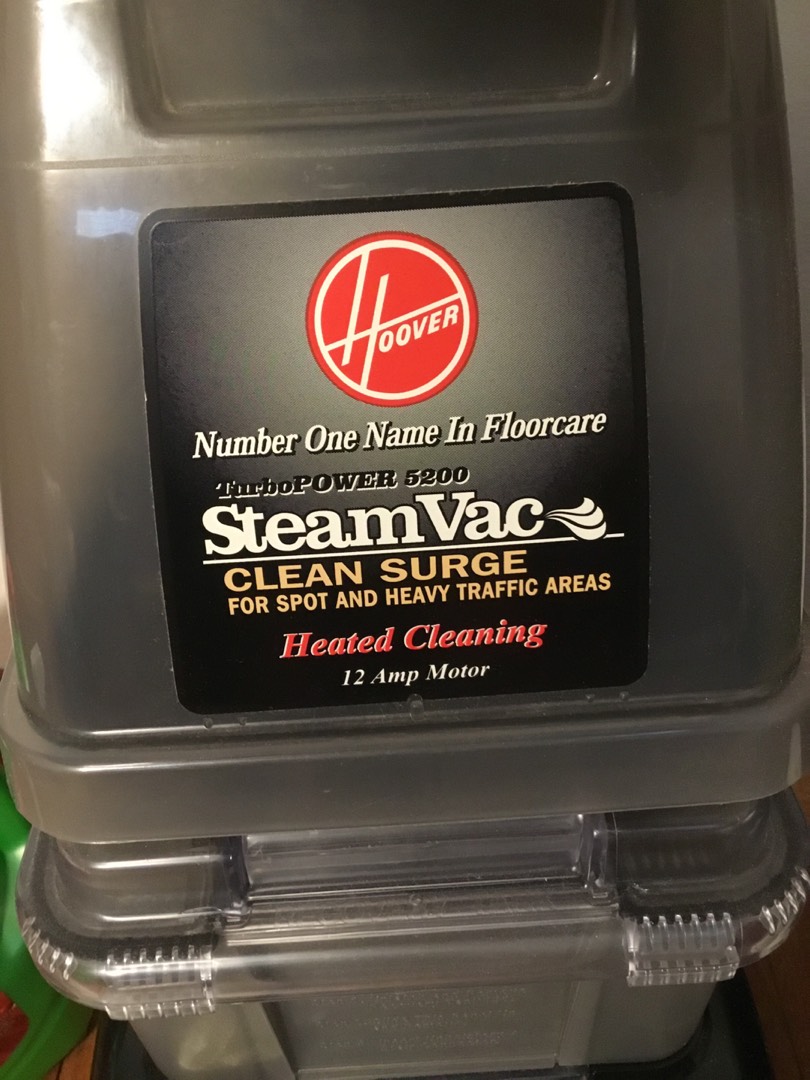 HOOVER
Number One Name In Floorcare
TurboPOWER 5200
SteamVac
CLEAN SURGE
FOR SPOT AND HEAVY TRAFFIC AREAS
Heated Cleaning
12 Amp Motor